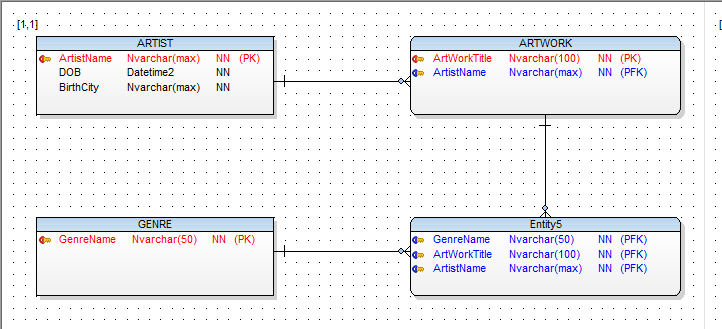 [1,1]
ARTIST
ArtistName Nvarchar(max) NN (PK)
DOB Datetime2 NN
BirthCity Nvarchar(max) NN
ARTWORK
ArtWorkTitle Nvarchar(100) NN (PK)
ArtistName Nvarchar(max) NN (PFK)
GENRE
GenreName Nvarchar(50) NN (PK)
Entity5
GenreName Nvarchar(50) NN (PFK)
ArtWorkTitle Nvarchar(100) NN (PFK)
ArtistName Nvarchar(max) NN (PFK)